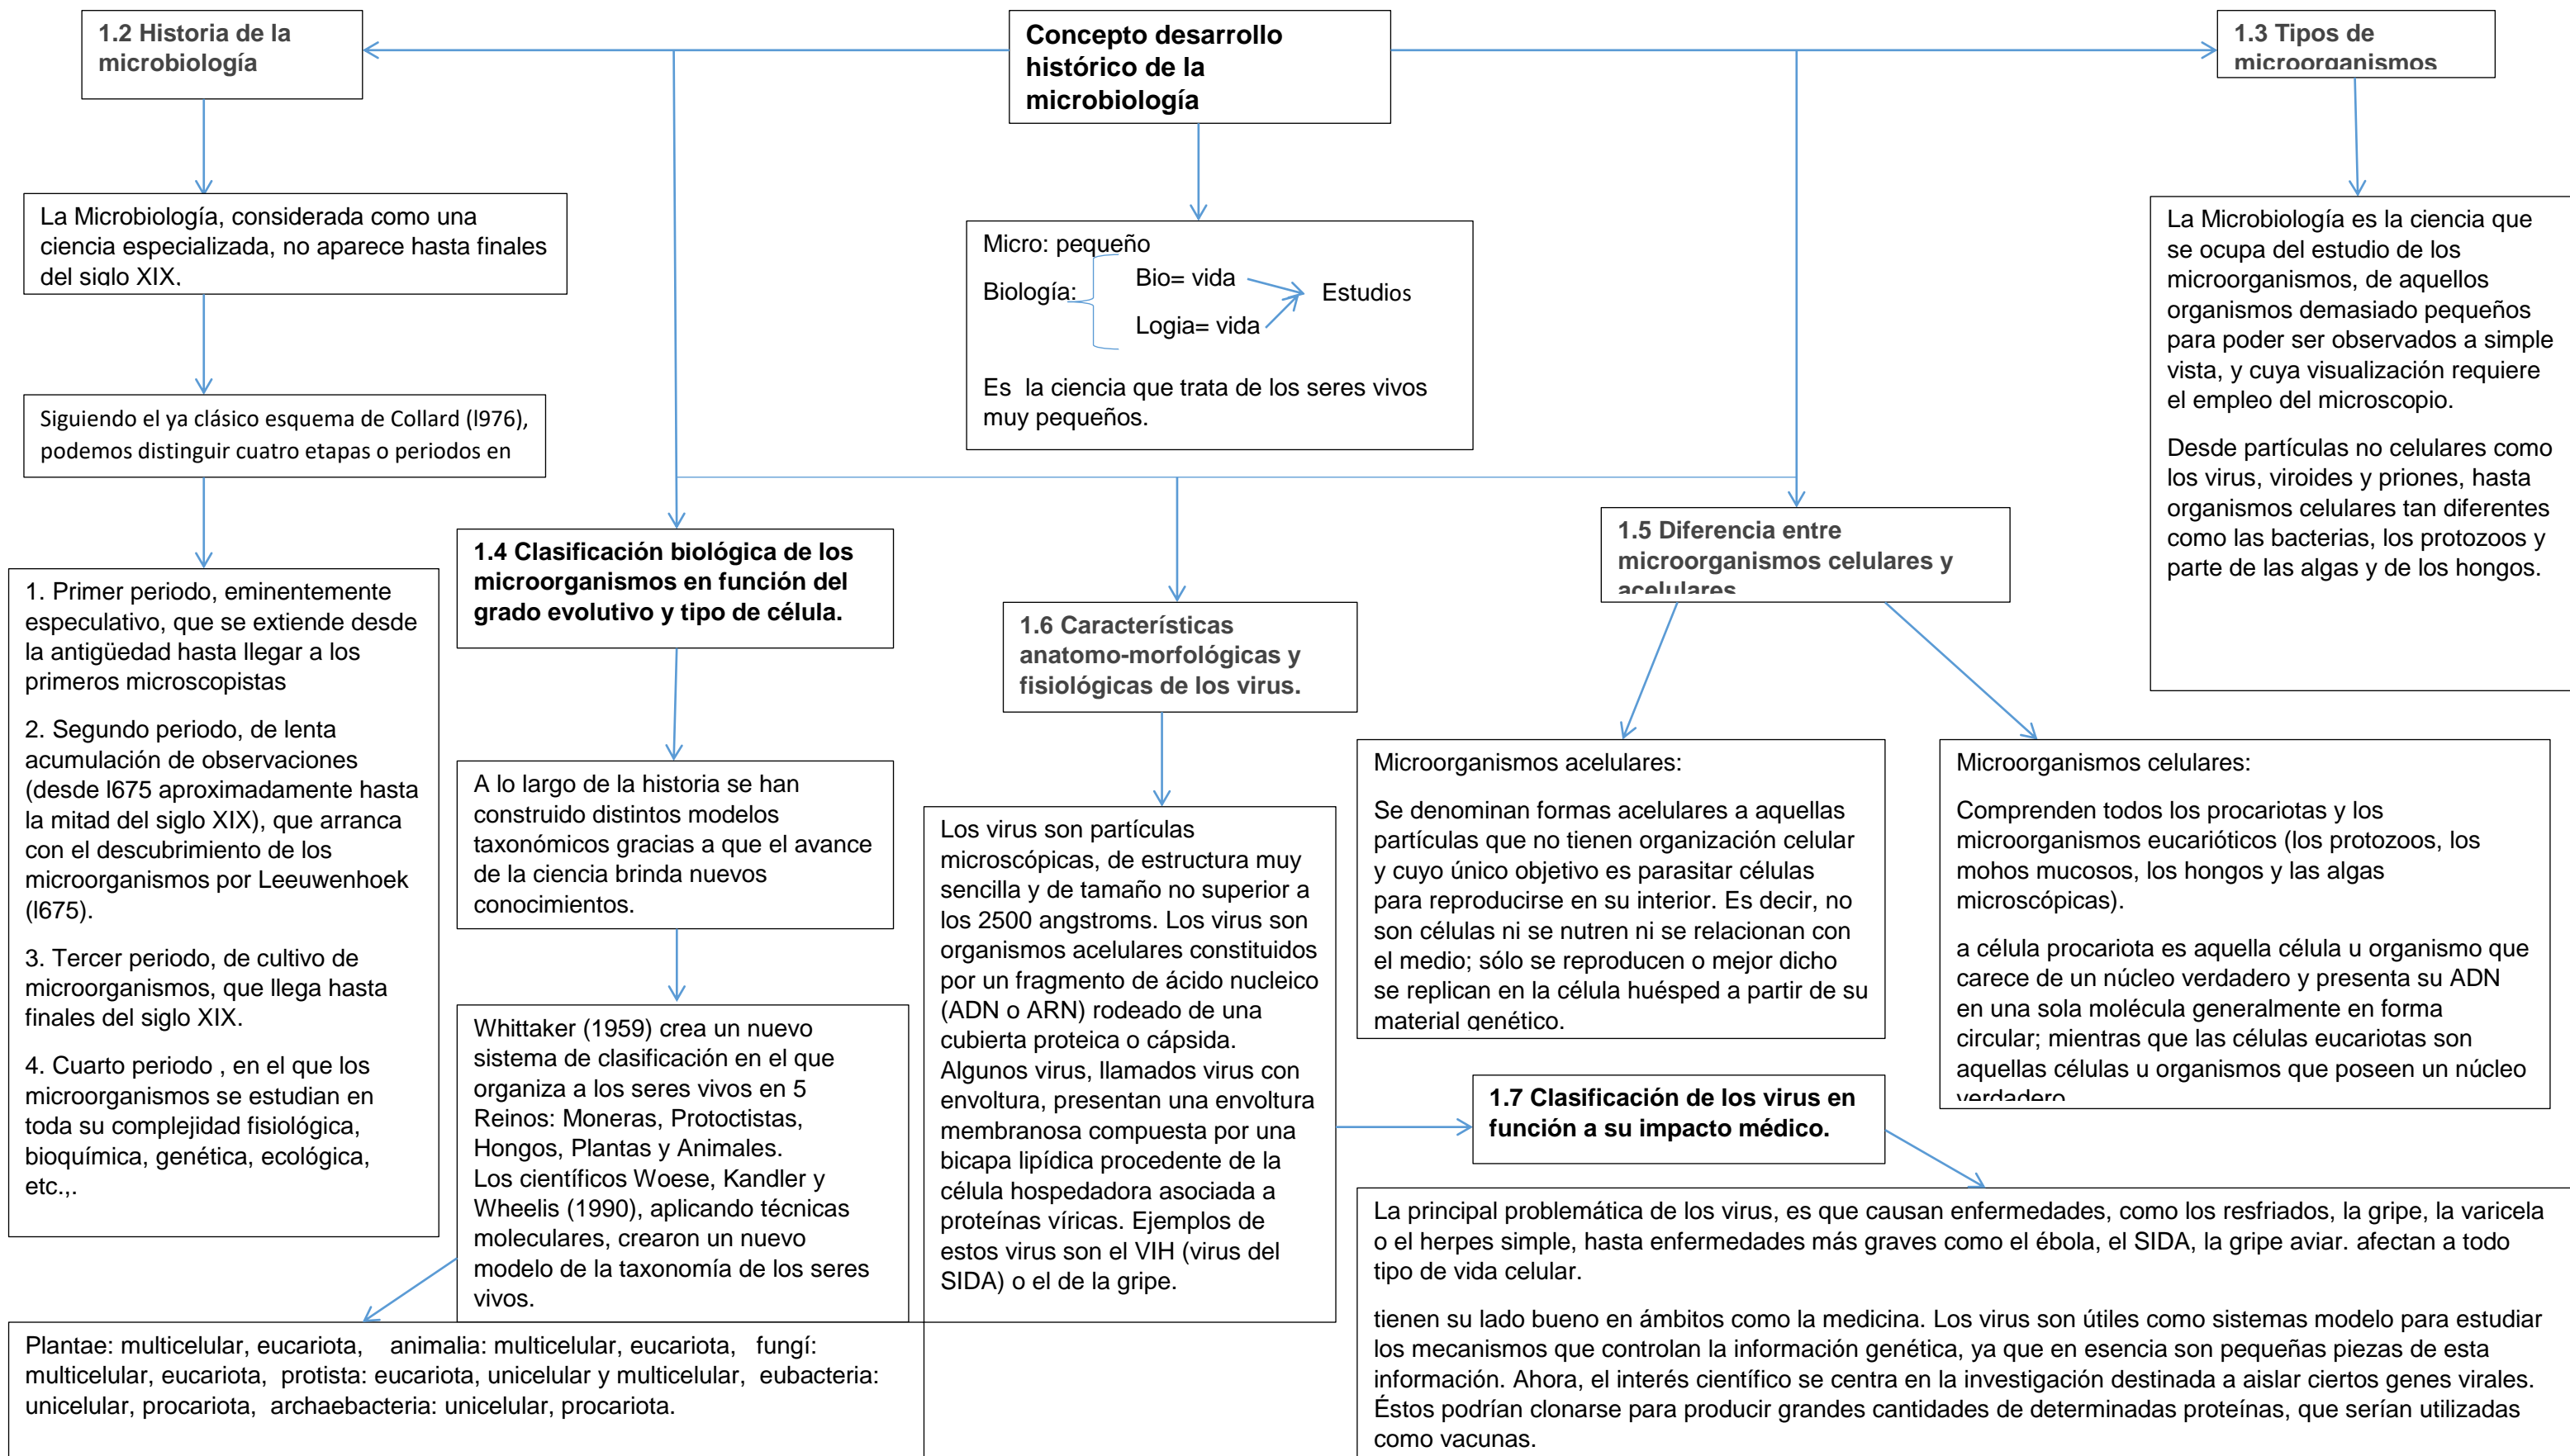 1.2 Historia de la
microbiología
Concepto desarrollo
histórico de la
microbiología
1.3 Tipos de
microorganismos
La Microbiología, considerada como una
ciencia especializada, no aparece hasta finales
del siglo XIX.
Micro: pequeño
Biología:
Bio= vida
Logia= vida
Estudios
Es la ciencia que trata de los seres vivos
muy pequeños.
La Microbiología es la ciencia que
se ocupa del estudio de los
microorganismos, de aquellos
organismos demasiado pequeños
para poder ser observados a simple
vista, y cuya visualización requiere
el empleo del microscopio.
Desde partículas no celulares como
los virus, viroides y priones, hasta
organismos celulares tan diferentes
como las bacterias, los protozoos y
parte de las algas y de los hongos.
Siguiendo el ya clásico esquema de Collard (l976),
podemos distinguir cuatro etapas o periodos en
1. Primer periodo, eminentemente
especulativo, que se extiende desde
la antigüedad hasta llegar a los
primeros microscopistas
2. Segundo periodo, de lenta
acumulación de observaciones
(desde l675 aproximadamente hasta
la mitad del siglo XIX), que arranca
con el descubrimiento de los
microorganismos por Leeuwenhoek
(l675).
3. Tercer periodo, de cultivo de
microorganismos, que llega hasta
finales del siglo XIX.
4. Cuarto periodo , en el que los
microorganismos se estudian en
toda su complejidad fisiológica,
bioquímica, genética, ecológica,
etc.,.
1.4 Clasificación biológica de los
microorganismos en función del
grado evolutivo y tipo de célula.
A lo largo de la historia se han
construido distintos modelos
taxonómicos gracias a que el avance
de la ciencia brinda nuevos
conocimientos.
Whittaker (1959) crea un nuevo
sistema de clasificación en el que
organiza a los seres vivos en 5
Reinos: Moneras, Protoctistas,
Hongos, Plantas y Animales.
Los científicos Woese, Kandler y
Wheelis (1990), aplicando técnicas
moleculares, crearon un nuevo
modelo de la taxonomía de los seres
vivos.
Plantae: multicelular, eucariota, animalia: multicelular, eucariota, fungí:
multicelular, eucariota, protista: eucariota, unicelular y multicelular, eubacteria:
unicelular, procariota, archaebacteria: unicelular, procariota.
1.6 Características
anatomo-morfológicas y
fisiológicas de los virus.
Los virus son partículas
microscópicas, de estructura muy
sencilla y de tamaño no superior a
los 2500 angstroms. Los virus son
organismos acelulares constituidos
por un fragmento de ácido nucleico
(ADN o ARN) rodeado de una
cubierta proteica o cápsida.
Algunos virus, llamados virus con
envoltura, presentan una envoltura
membranosa compuesta por una
bicapa lipídica procedente de la
célula hospedadora asociada a
proteínas víricas. Ejemplos de
estos virus son el VIH (virus del
SIDA) o el de la gripe.
1.5 Diferencia entre
microorganismos celulares y
acelulares
Microorganismos acelulares:
Se denominan formas acelulares a aquellas
partículas que no tienen organización celular
y cuyo único objetivo es parasitar células
para reproducirse en su interior. Es decir, no
son células ni se nutren ni se relacionan con
el medio; sólo se reproducen o mejor dicho
se replican en la célula huésped a partir de su
material genético.
Microorganismos celulares:
Comprenden todos los procariotas y los
microorganismos eucarióticos (los protozoos, los
mohos mucosos, los hongos y las algas
microscópicas).
a célula procariota es aquella célula u organismo que
carece de un núcleo verdadero y presenta su ADN
en una sola molécula generalmente en forma
circular; mientras que las células eucariotas son
aquellas células u organismos que poseen un núcleo
verdadero
1.7 Clasificación de los virus en
función a su impacto médico.
La principal problemática de los virus, es que causan enfermedades, como los resfriados, la gripe, la varicela
o el herpes simple, hasta enfermedades más graves como el ébola, el SIDA, la gripe aviar. afectan a todo
tipo de vida celular.
tienen su lado bueno en ámbitos como la medicina. Los virus son útiles como sistemas modelo para estudiar
los mecanismos que controlan la información genética, ya que en esencia son pequeñas piezas de esta
información. Ahora, el interés científico se centra en la investigación destinada a aislar ciertos genes virales.
Éstos podrían clonarse para producir grandes cantidades de determinadas proteínas, que serían utilizadas
como vacunas.